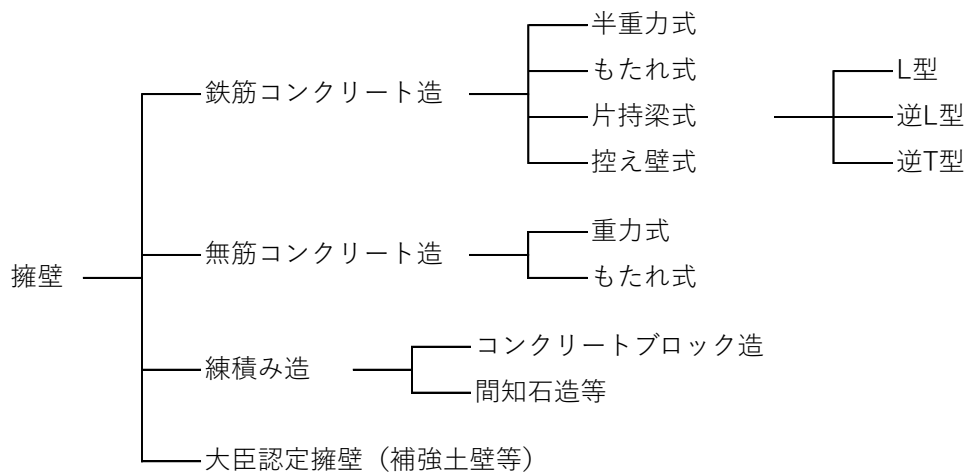 擁壁
鉄筋コンクリート造
半重力式
もたれ式
片持梁式
L型
逆L型
逆T型
控え壁式
無筋コンクリート造
重力式
もたれ式
練積み造
コンクリートブロック造
間知石造等
大臣認定擁壁（補強土壁等）